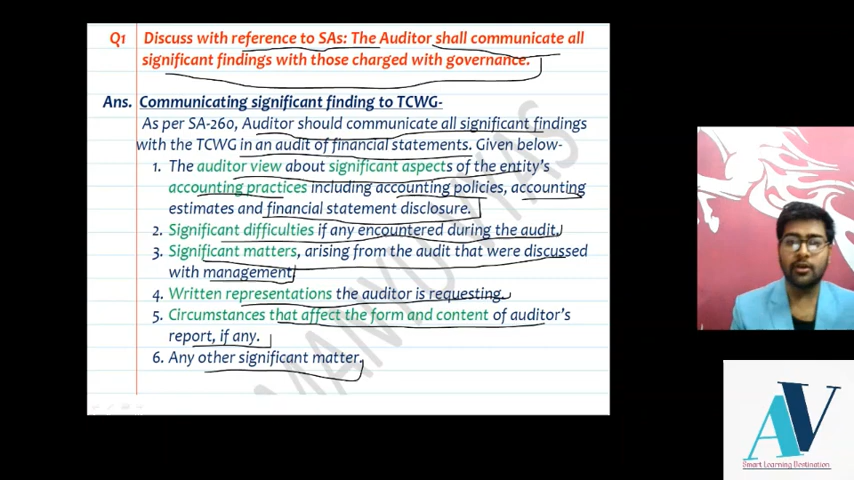 Q1 Discuss with reference to SAs: The Auditor shall communicate all
significant findings with those charged with governance.
Ans. Communicating significant finding to TCWG-
As per SA-260, Auditor should communicate all significant findings
with the TCWG in an audit of financial statements. Given below-
1. The auditor view about significant aspects of the entity's
accounting practices including accounting policies, accounting
estimates and financial statement disclosure.
2. Significant difficulties if any encountered during the audit.
3. Significant matters, arising from the audit that were discussed
with management
4. Written representations the auditor is requesting.
5. Circumstances that affect the form and content of auditor's
report, if any.
6. Any other significant matter.
AV
Smart Learning Destination